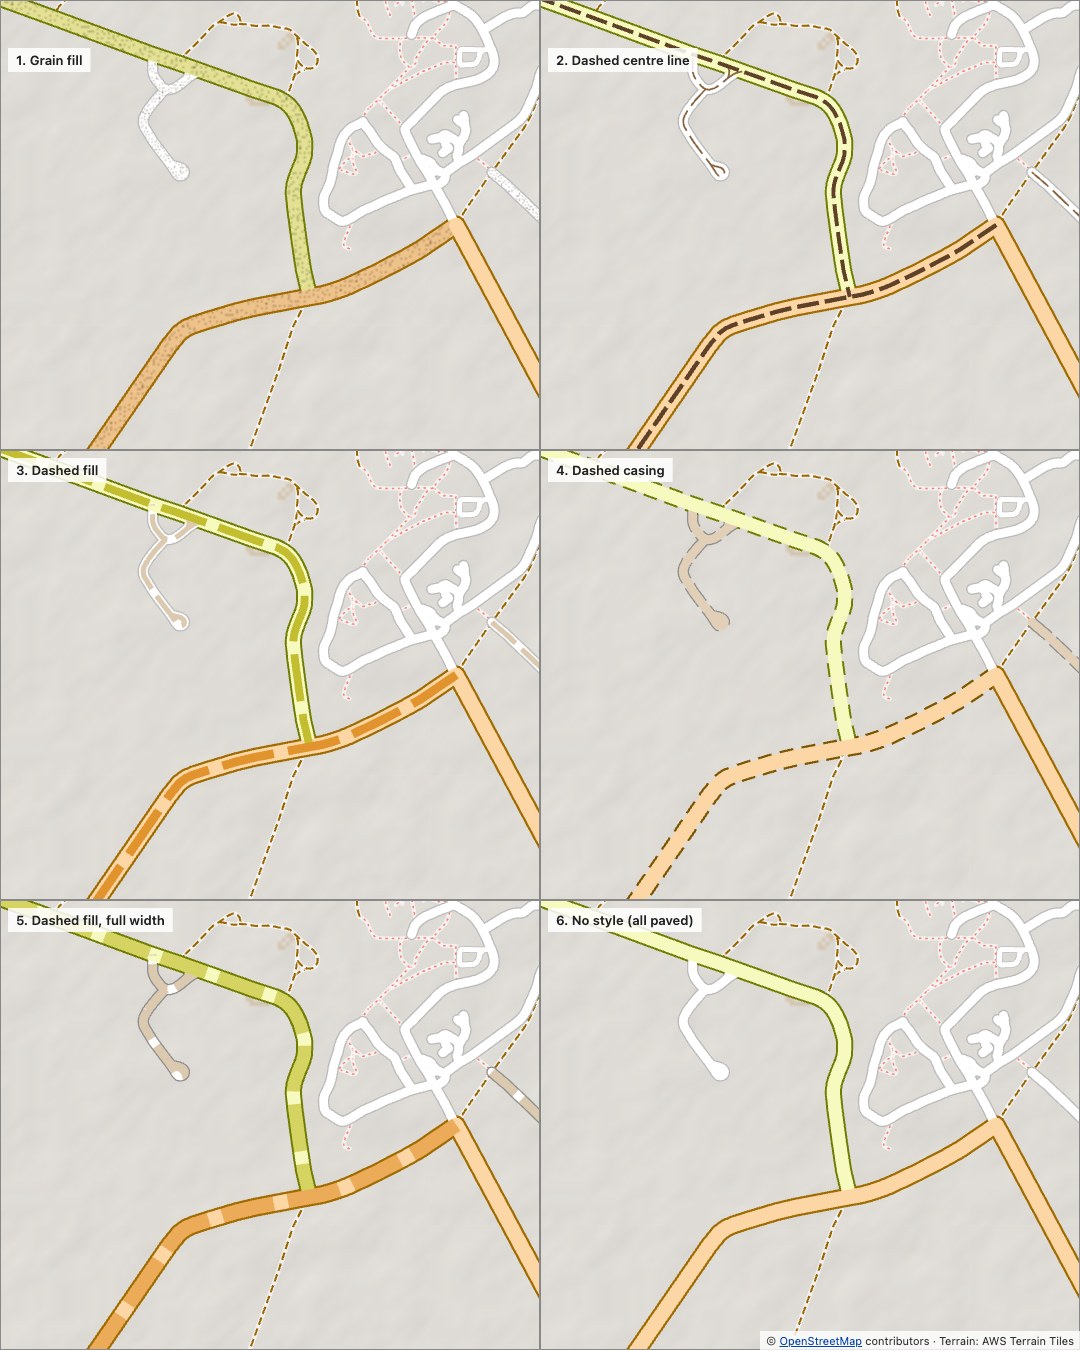 1. Grain fill
2. Dashed centre line
3. Dashed fill
4. Dashed casing
5. Dashed fill, full width
6. No style (all paved)
© OpenStreetMap contributors · Terrain: AWS Terrain Tiles